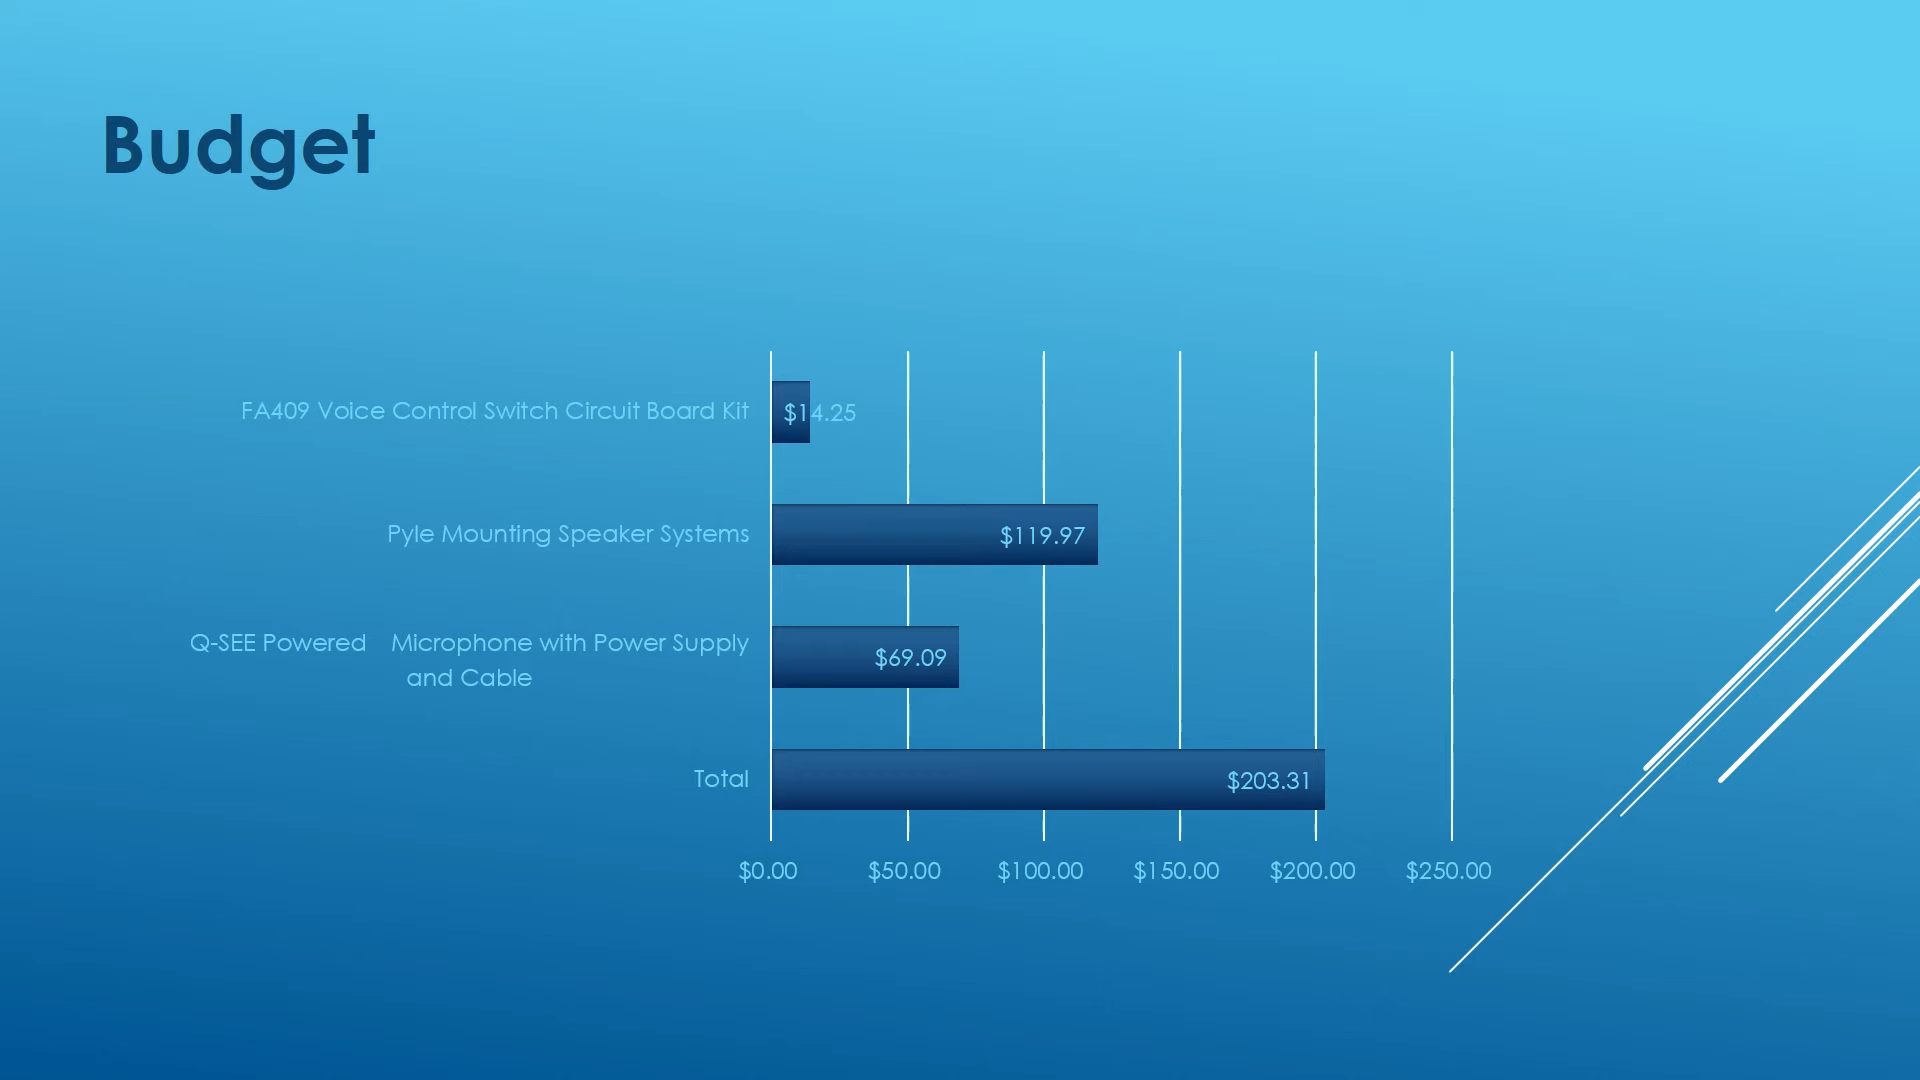 Budget
FA409 Voice Control Switch Circuit Board Kit
$14.25
Pyle Mounting Speaker Systems
$119.97
Q-SEE Powered Microphone with Power Supply
and Cable
$69.09
Total
$203.31
$0.00 $50.00 $100.00 $150.00 $200.00 $250.00